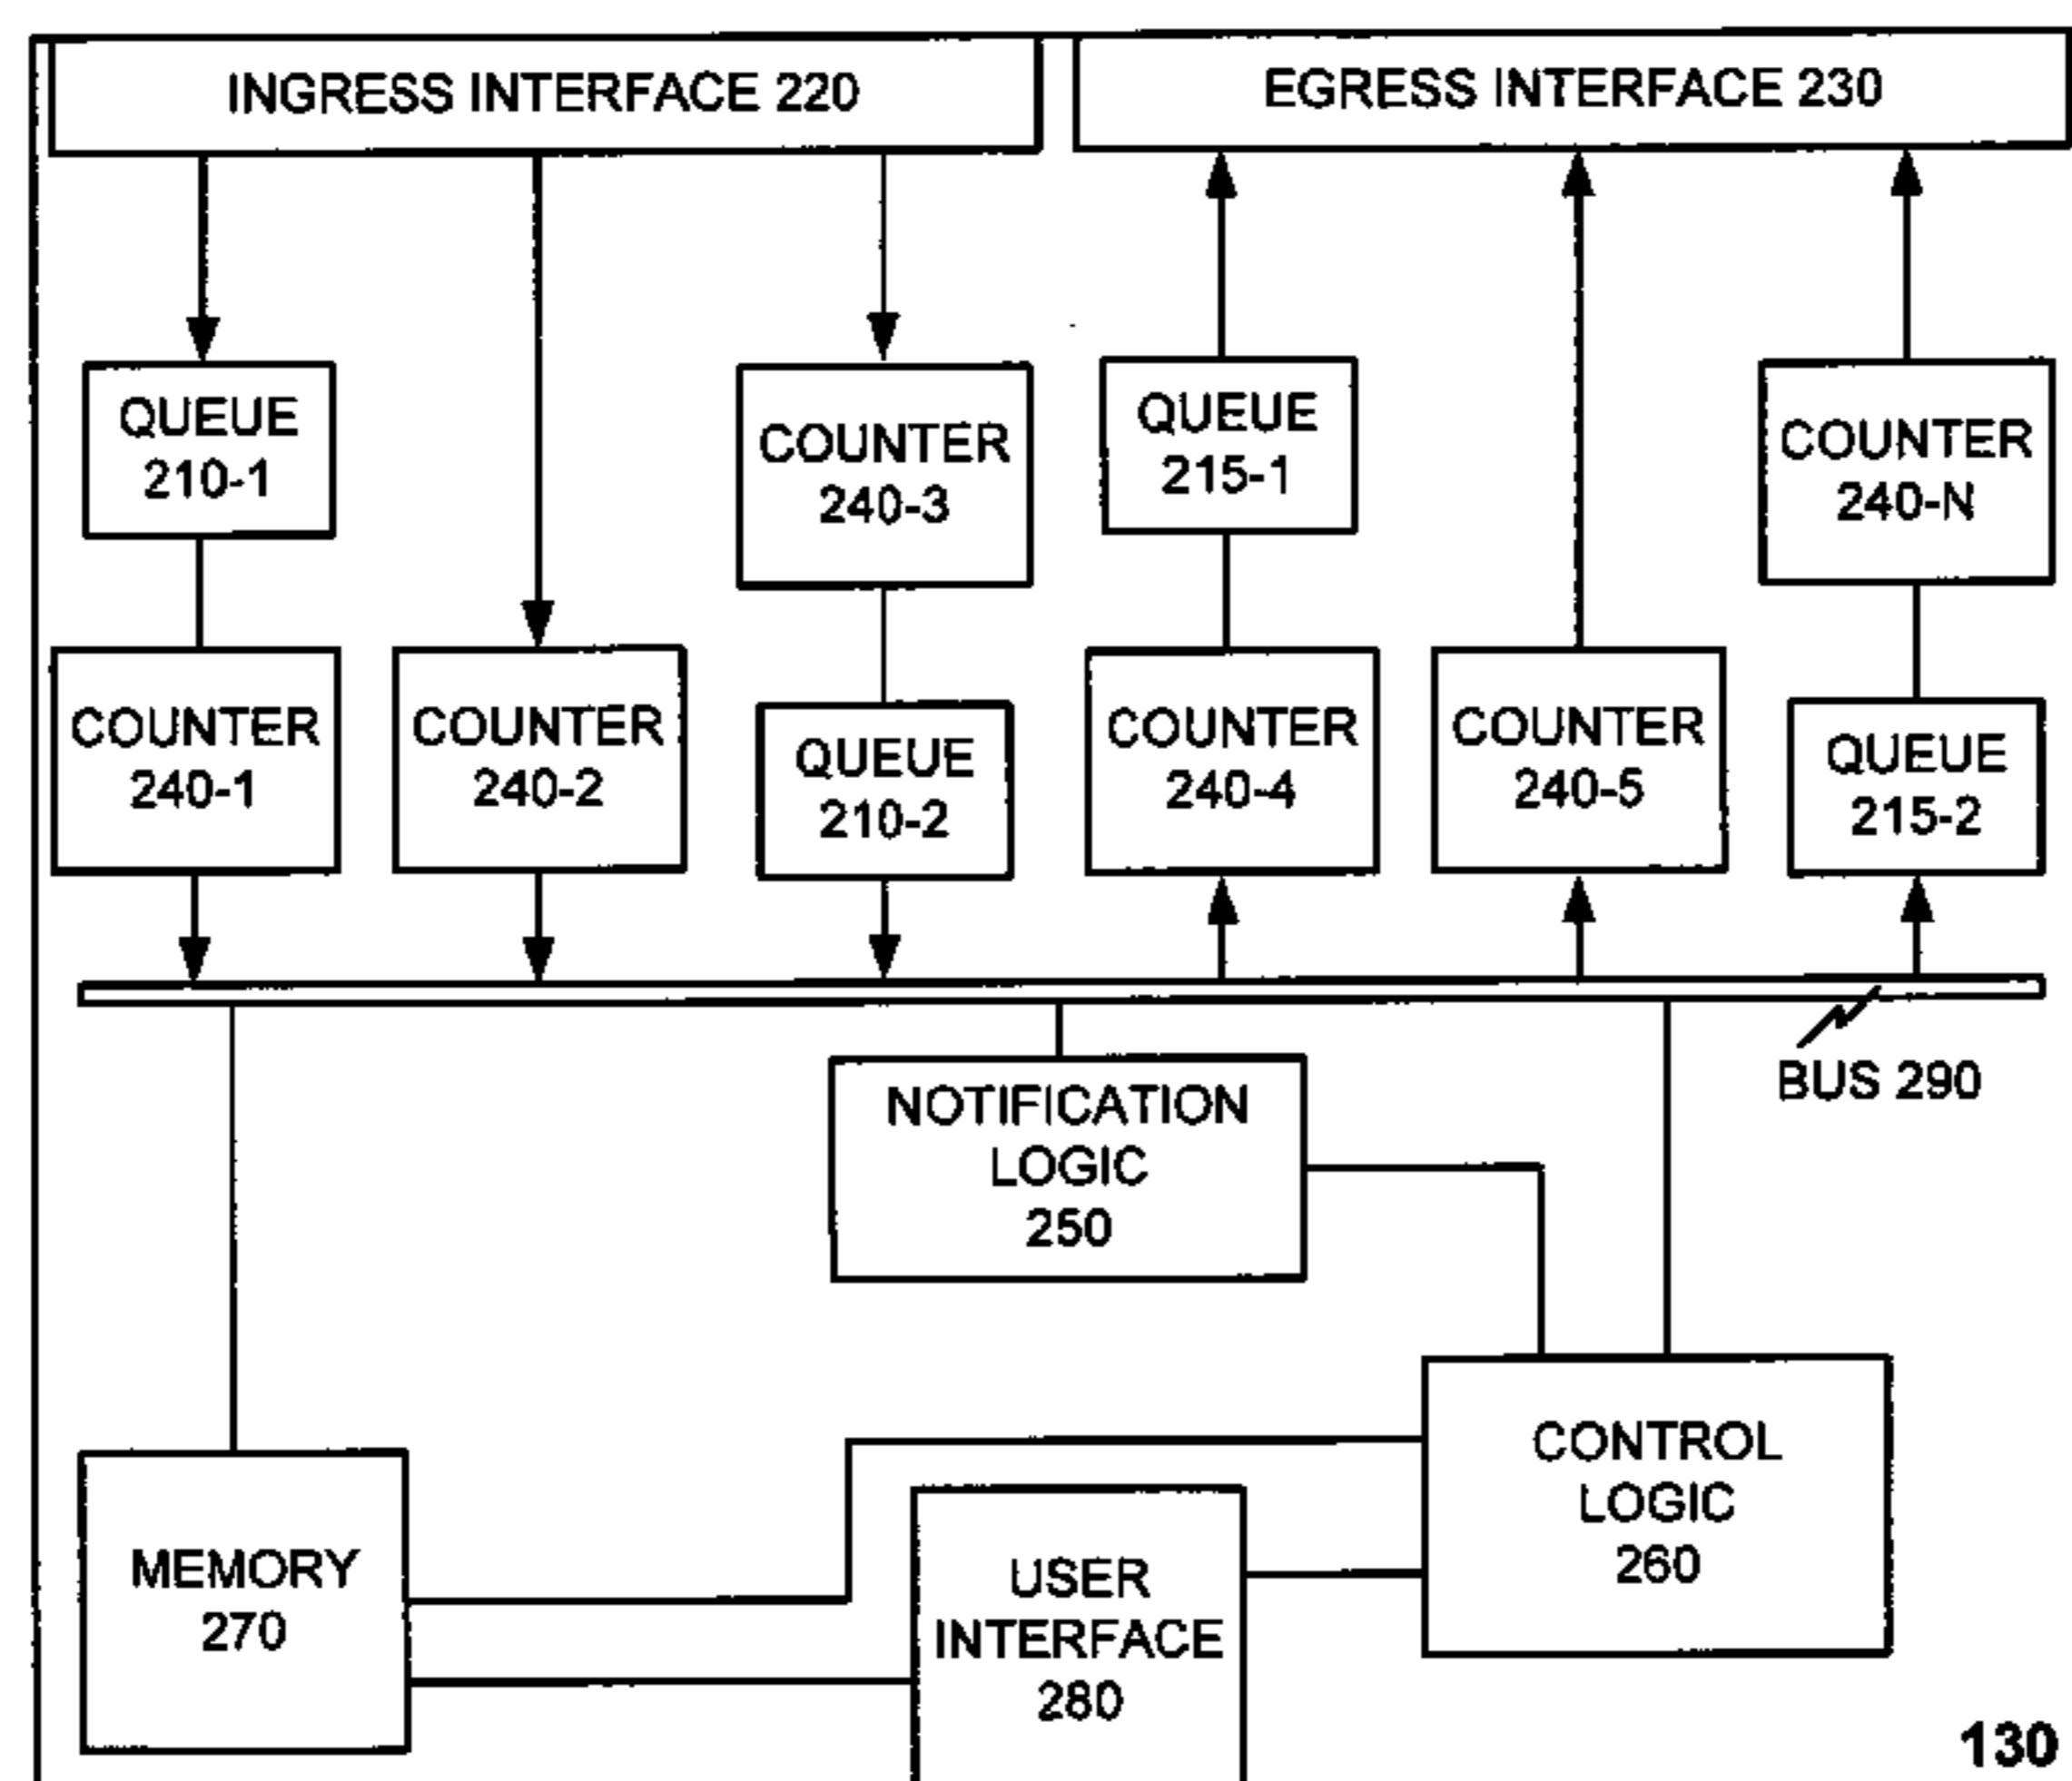 INGRESS INTERFACE 220
EGRESS INTERFACE 230
QUEUE
210-1
COUNTER
240-3
QUEUE
215-1
COUNTER
240-N
COUNTER
240-1
COUNTER
240-2
QUEUE
210-2
COUNTER
240-4
COUNTER
240-5
QUEUE
215-2
BUS 290
NOTIFICATION
LOGIC
250
CONTROL
LOGIC
260
MEMORY
270
USER
INTERFACE
280
130